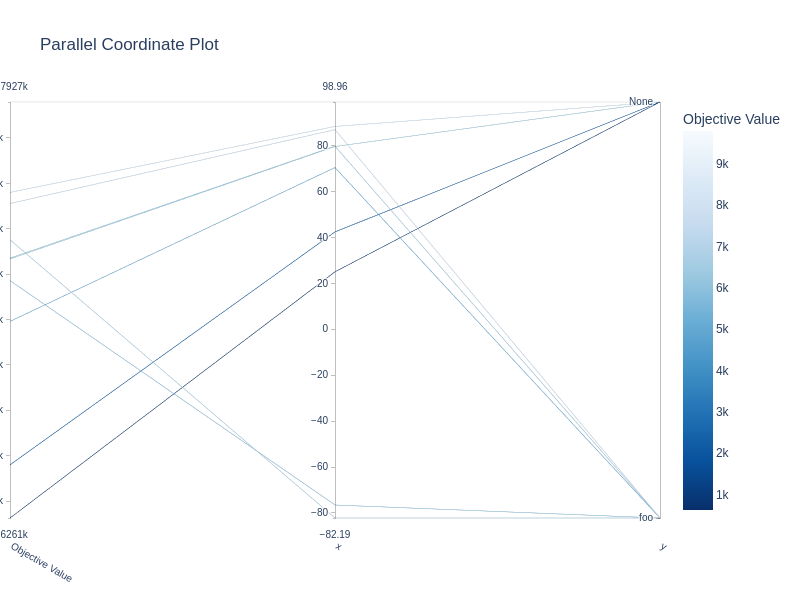 Parallel Coordinate Plot
7927k
98.96
None
Objective Value
80
60
40
20
0
−20
−40
−60
−80
foo
9k
8k
7k
6k
5k
4k
3k
2k
1k
6261k
−82.19
Objective Value
x
y